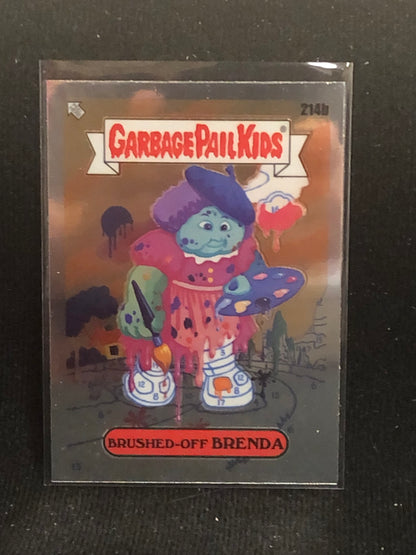 214b
GARBAGE PAIL KIDS®
BRUSHED-OFF BRENDA